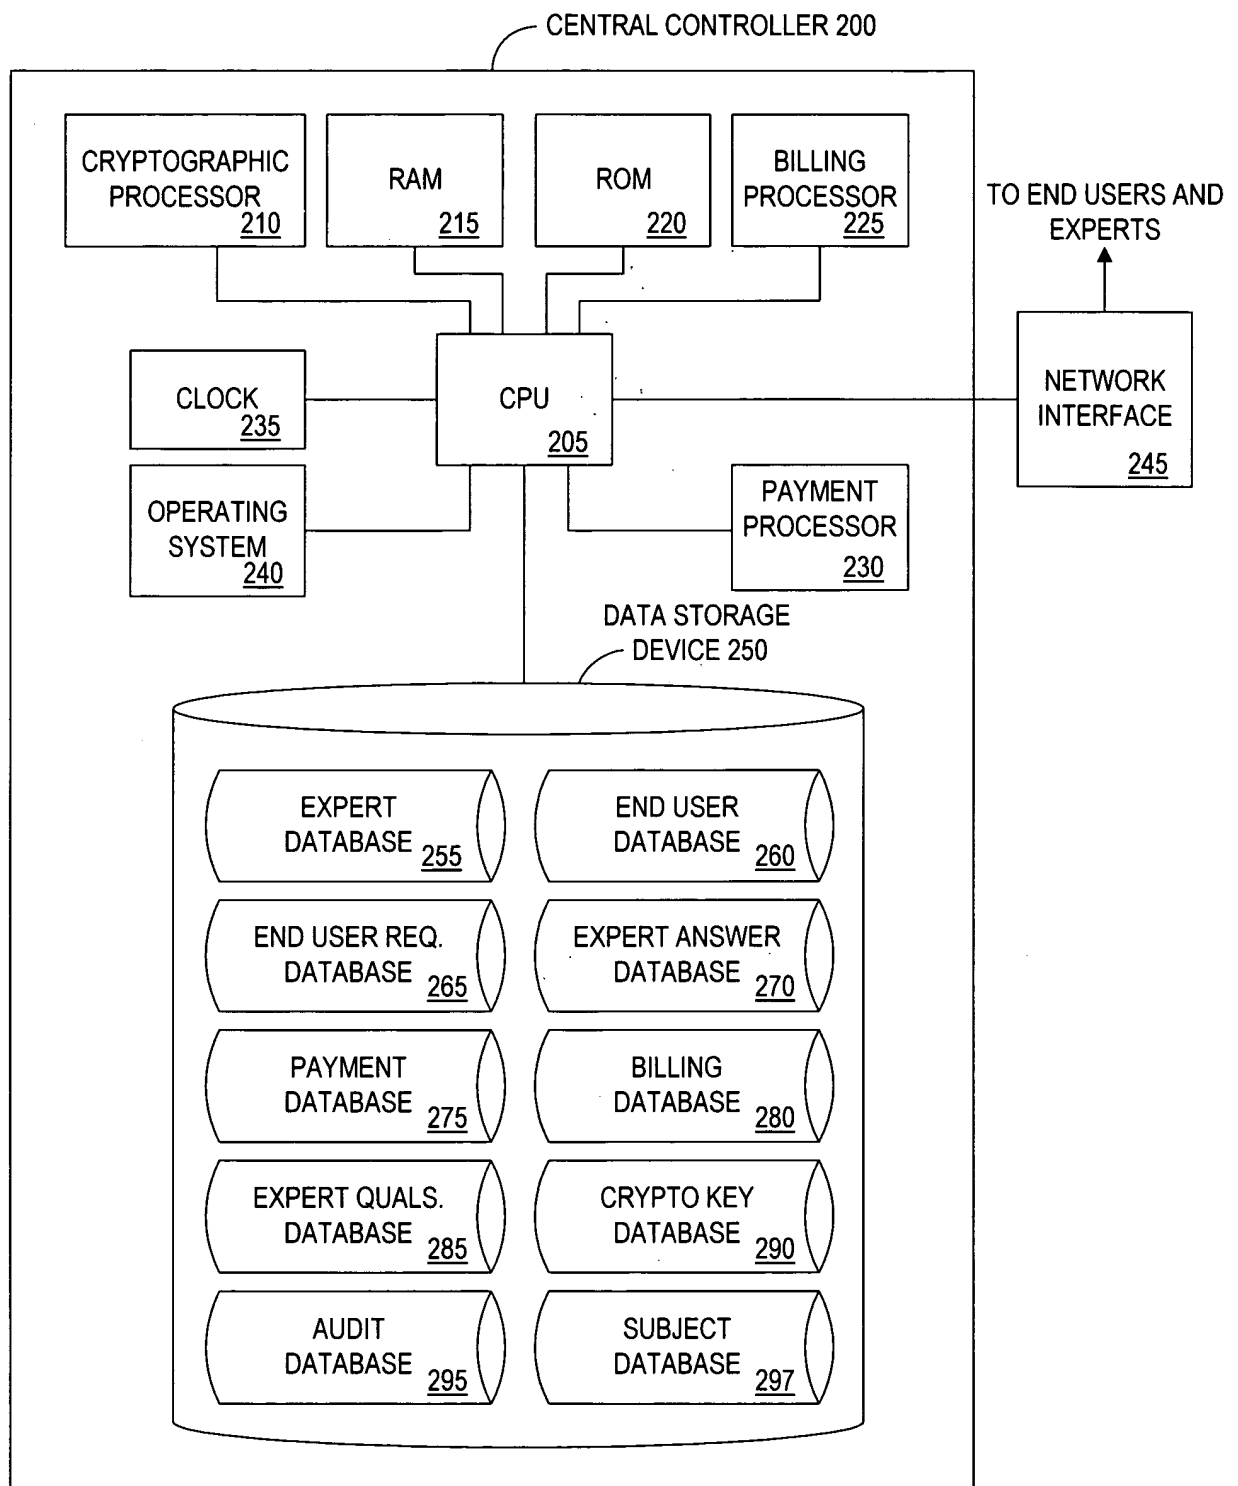 CENTRAL CONTROLLER 200
CRYPTOGRAPHIC
PROCESSOR
210
RAM
215
ROM
220
BILLING
PROCESSOR
225
TO END USERS AND
EXPERTS
CLOCK
235
CPU
205
NETWORK
INTERFACE
245
OPERATING
SYSTEM
240
PAYMENT
PROCESSOR
230
DATA STORAGE
DEVICE 250
EXPERT
DATABASE 255
END USER
DATABASE 260
END USER REQ.
DATABASE 265
EXPERT ANSWER
DATABASE 270
PAYMENT
DATABASE 275
BILLING
DATABASE 280
EXPERT QUALS.
DATABASE 285
CRYPTO KEY
DATABASE 290
AUDIT
DATABASE 295
SUBJECT
DATABASE 297